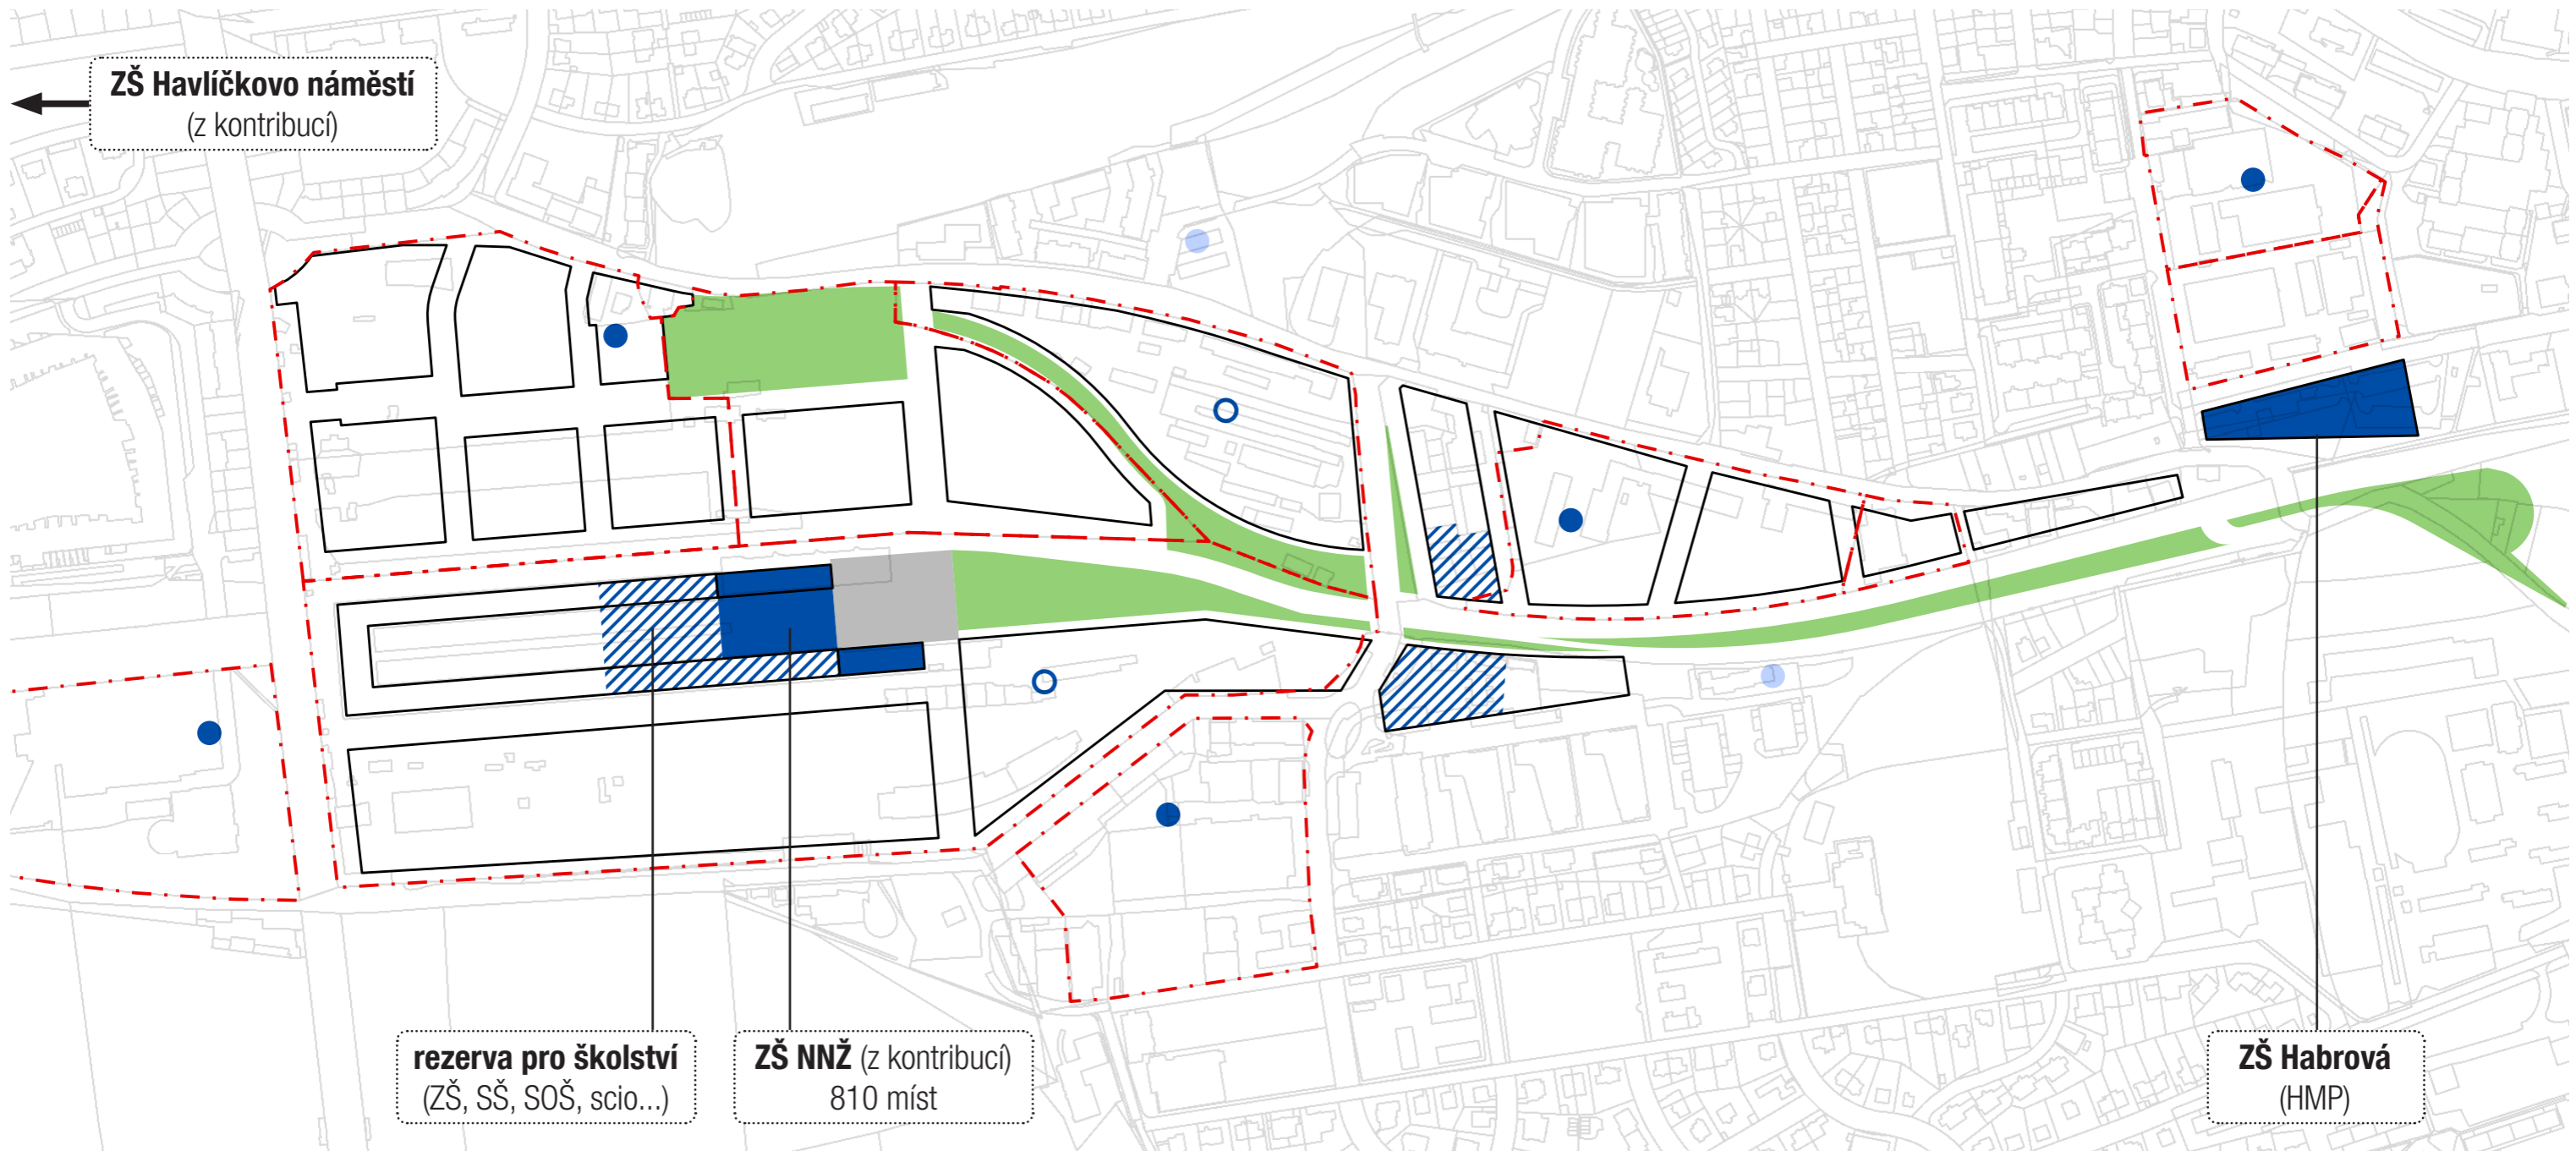 ZŠ Havlíčkovo náměstí
(z kontribucí)
rezerva pro školství
(ZŠ, SŠ, SOŠ, scio...)
ZŠ NNŽ (z kontribucí)
810 míst
ZŠ Habrová
(HMP)